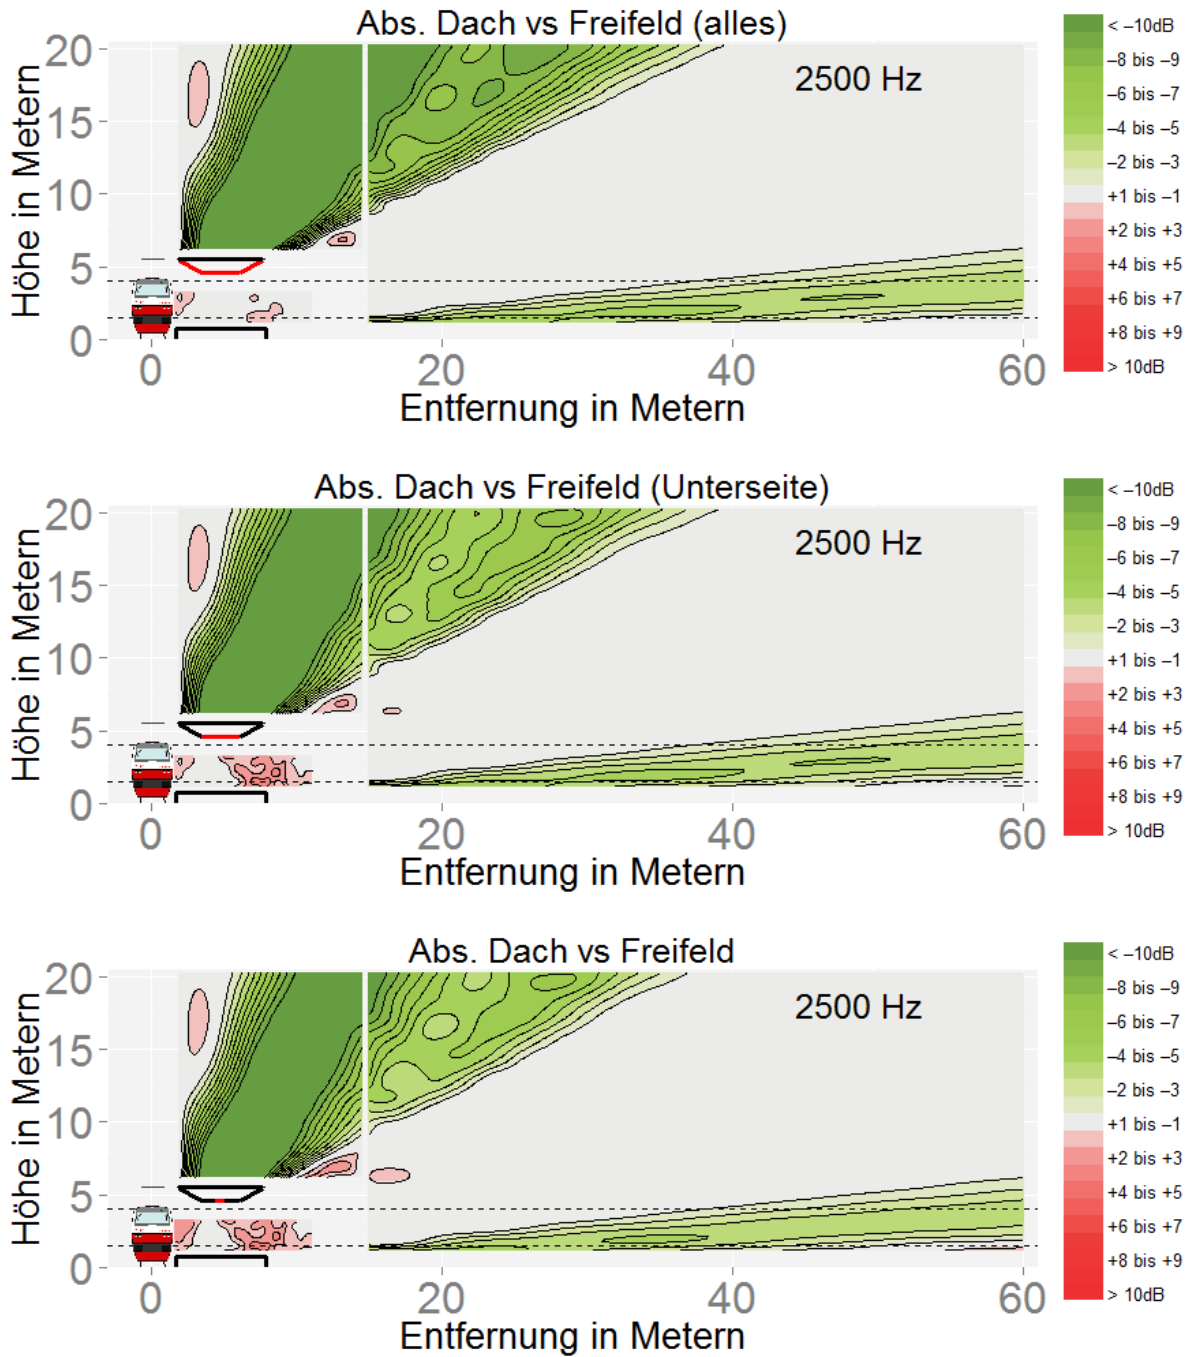 Abs. Dach vs Freifeld (alles)
2500 Hz
Höhe in Metern
20
15
10
5
0
0 20 40 60
Entfernung in Metern
< –10dB
–8 bis –9
–6 bis –7
–4 bis –5
–2 bis –3
+1 bis –1
+2 bis +3
+4 bis +5
+6 bis +7
+8 bis +9
> 10dB
Abs. Dach vs Freifeld (Unterseite)
2500 Hz
Höhe in Metern
20
15
10
5
0
0 20 40 60
Entfernung in Metern
< –10dB
–8 bis –9
–6 bis –7
–4 bis –5
–2 bis –3
+1 bis –1
+2 bis +3
+4 bis +5
+6 bis +7
+8 bis +9
> 10dB
Abs. Dach vs Freifeld
2500 Hz
Höhe in Metern
20
15
10
5
0
0 20 40 60
Entfernung in Metern
< –10dB
–8 bis –9
–6 bis –7
–4 bis –5
–2 bis –3
+1 bis –1
+2 bis +3
+4 bis +5
+6 bis +7
+8 bis +9
> 10dB